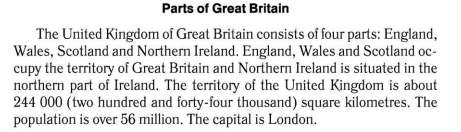 Parts of Great Britain
The United Kingdom of Great Britain consists of four parts: England,
Wales, Scotland and Northern Ireland. England, Wales and Scotland oc-
cupy the territory of Great Britain and Northern Ireland is situated in the
northern part of Ireland. The territory of the United Kingdom is about
244 000 (two hundred and forty-four thousand) square kilometres. The
population is over 56 million. The capital is London.